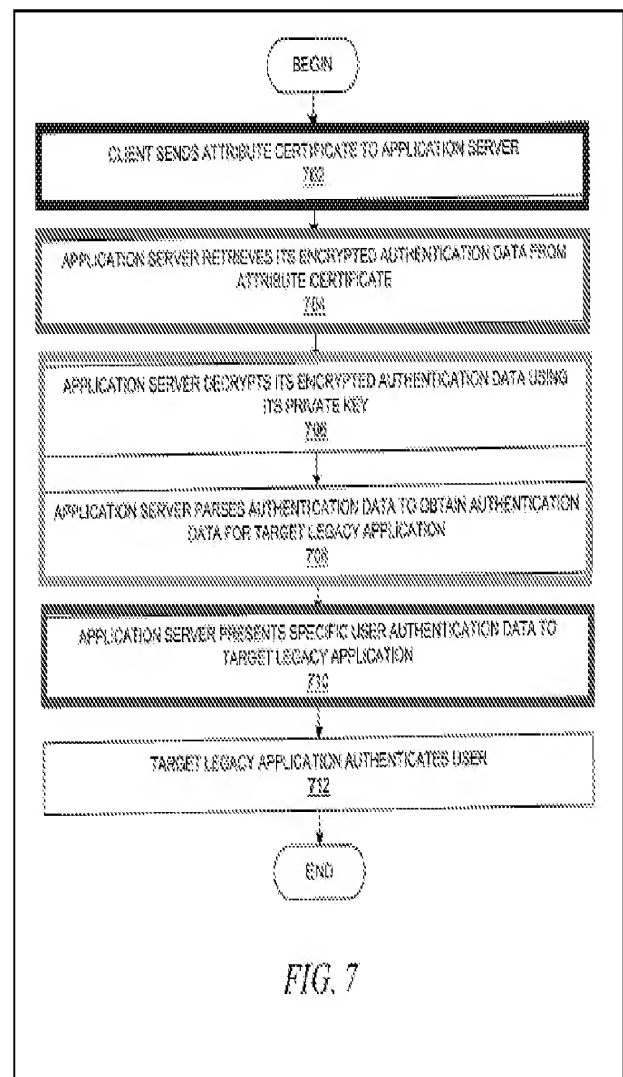 BEGIN
CLIENT SENDS ATTRIBUTE CERTIFICATE TO APPLICATION SERVER
702
APPLICATION SERVER RETRIEVES ITS ENCRYPTED AUTHENTICATION DATA FROM
ATTRIBUTE CERTIFICATE
704
APPLICATION SERVER DECRYPTS ITS ENCRYPTED AUTHENTICATION DATA USING
ITS PRIVATE KEY
706
APPLICATION SERVER PARSES AUTHENTICATION DATA TO OBTAIN AUTHENTICATION
DATA FOR TARGET LEGACY APPLICATION
708
APPLICATION SERVER PRESENTS SPECIFIC USER AUTHENTICATION DATA TO
TARGET LEGACY APPLICATION
710
TARGET LEGACY APPLICATION AUTHENTICATES USER
712
END
FIG. 7